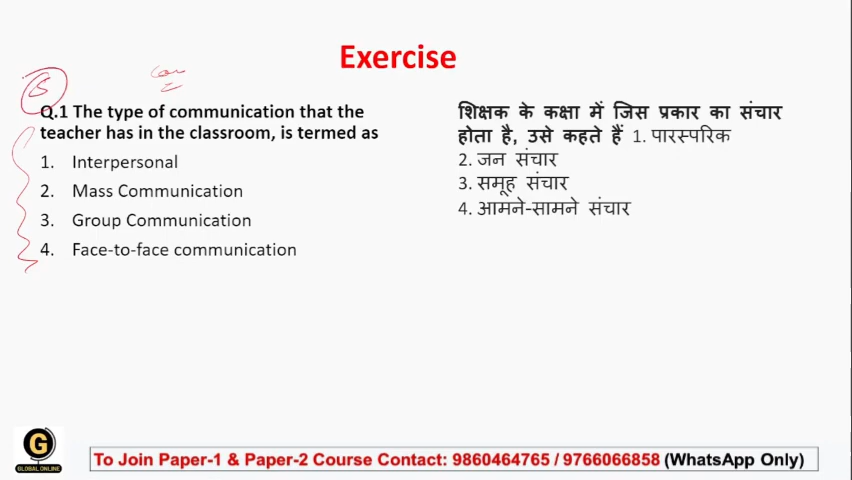 Exercise
Q.1 The type of communication that the
teacher has in the classroom, is termed as
1. Interpersonal
2. Mass Communication
3. Group Communication
4. Face-to-face communication
शिक्षक के कक्षा में जिस प्रकार का संचार
होता है, उसे कहते हैं 1. पारस्परिक
2. जन संचार
3. समूह संचार
4. आमने-सामने संचार
G
GLOBAL ONLINE
To Join Paper-1 & Paper-2 Course Contact: 9860464765 / 9766066858 (WhatsApp Only)